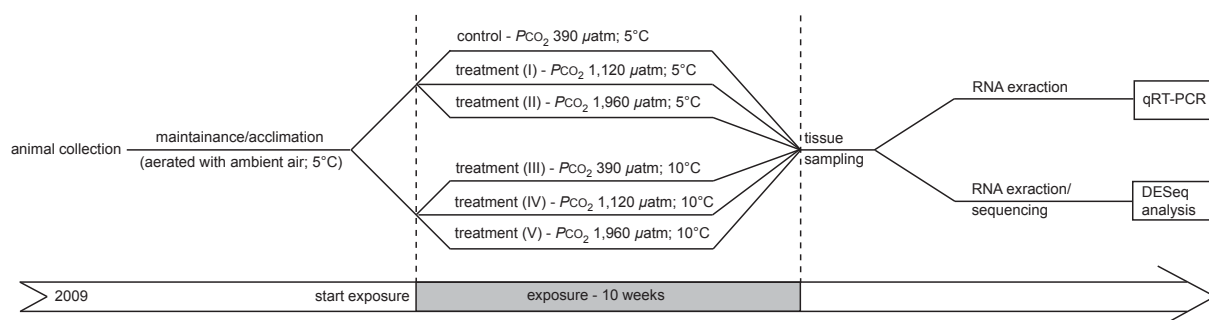 control - PCO2 390 µatm; 5°C
treatment (I) - PCO2 1,120 µatm; 5°C
treatment (II) - PCO2 1,960 µatm; 5°C
animal collection
maintainance/acclimation
(aerated with ambient air; 5°C)
treatment (III) - PCO2 390 µatm; 10°C
treatment (IV) - PCO2 1,120 µatm; 10°C
treatment (V) - PCO2 1,960 µatm; 10°C
tissue
sampling
RNA exraction
qRT-PCR
RNA extraction/
sequencing
DESeq
analysis
2009
start exposure
exposure - 10 weeks